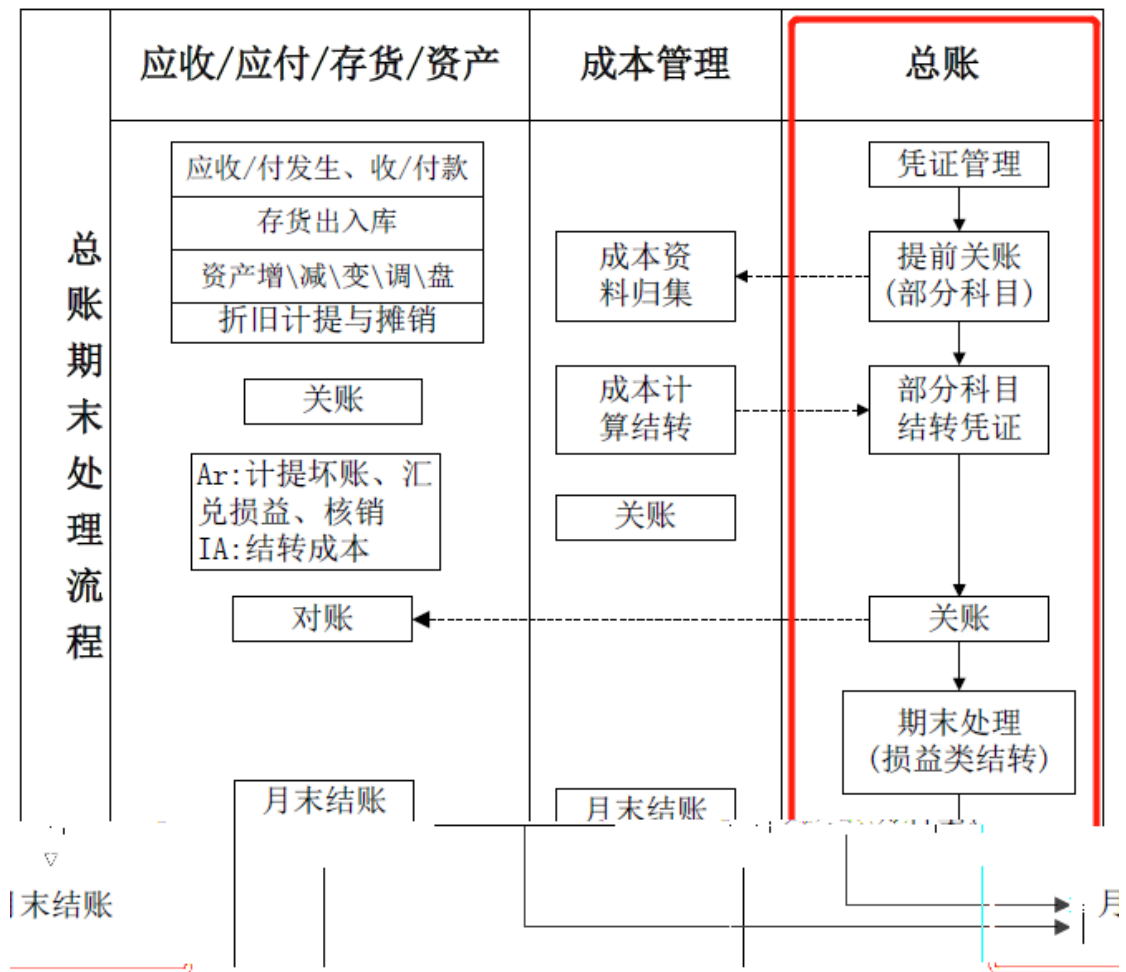 应收/应付/存货/资产
成本管理
总账
总账期末处理流程
应收/付发生、收/付款
存货出入库
资产增\减\变\调\盘
折旧计提与摊销
关账
Ar:计提坏账、汇
兑损益、核销
IA:结转成本
对账
月末结账
成本资
料归集
成本计
算结转
关账
月末结账
凭证管理
提前关账
(部分科目)
部分科目
结转凭证
关账
期末处理
(损益类结转)
末结账
月